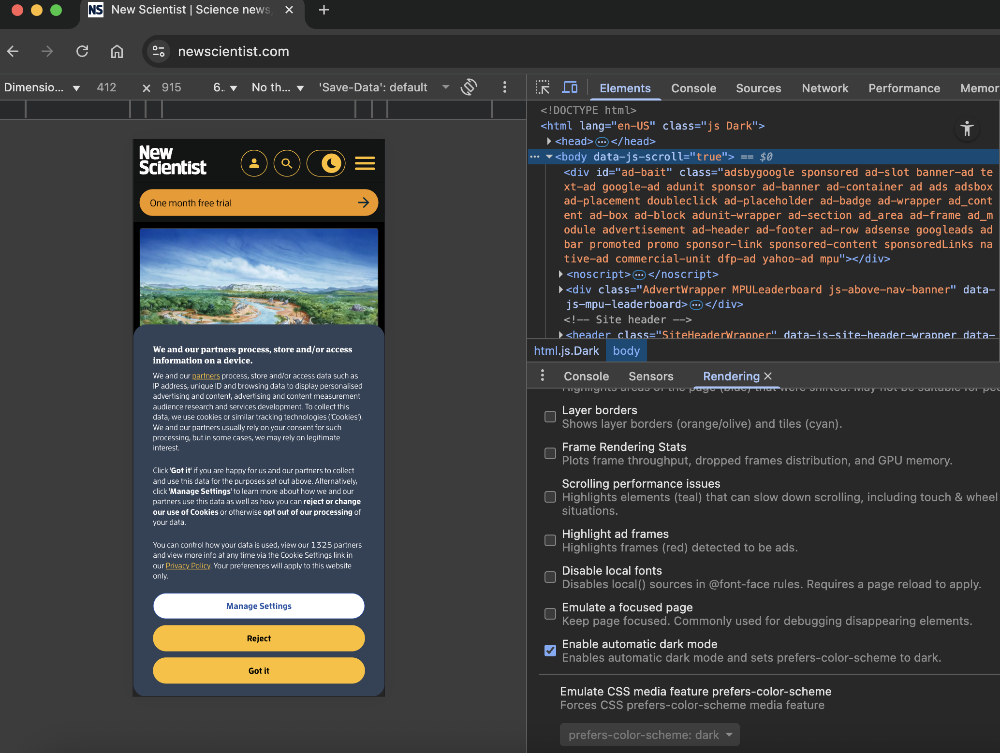 NS New Scientist | Science news,
newscientist.com
Dimensio... 412 × 915 6.. No th... 'Save-Data': default
Elements Console Sources Network Performance Memor
New
Scientist
One month free trial
We and our partners process, store and/or access
information on a device.
We and our partners process, store and/or access data such as
IP address, unique ID and browsing data to display personalised
advertising and content, advertising and content measurement
audience research and services development. To collect this
data, we use cookies or similar tracking technologies ('Cookies').
We and our partners usually rely on your consent for such
processing, but in some cases, we may rely on legitimate
interest.
Click 'Got it' if you are happy for us and our partners to collect
and use this data for the purposes set out above. Alternatively,
click 'Manage Settings' to learn more about how we and our
partners use this data as well as how you can reject or change
our use of Cookies or otherwise opt out of our processing of
your data.
You can control how your data is used, view our 1325 partners
and view more info at any time via the Cookie Settings link in
our Privacy Policy. Your preferences will apply to this website
only.
Manage Settings
Reject
Got it
<!DOCTYPE html>
<html lang="en-US" class="js Dark">
<head>…</head>
<body data-js-scroll="true"> == $0
<div id="ad-bait" class="adsbygoogle sponsored ad-slot banner-ad te
xt-ad google-ad adunit sponsor ad-banner ad-container ad ads adsbox
ad-placement doubleclick ad-placeholder ad-badge ad-wrapper ad_cont
ent ad-box ad-block adunit-wrapper ad-section ad_area ad-frame ad_m
odule advertisement ad-header ad-footer ad-row adsense googleads ad
bar promoted promo sponsor-link sponsored-content sponsoredLinks na
tive-ad commercial-unit dfp-ad yahoo-ad mpu"></div>
<noscript>…</noscript>
<div class="AdvertWrapper MPULeaderboard js-above-nav-banner" data-
js-mpu-leaderboard>…</div>
<!-- Site header -->
<header class="SiteHeaderWrapper" data-js-site-header-wrapper data-
html.js.Dark body
Console Sensors Rendering
Highlights areas of the page (blue) that were shifted. May not be suitable for peo
Layer borders
Shows layer borders (orange/olive) and tiles (cyan).
Frame Rendering Stats
Plots frame throughput, dropped frames distribution, and GPU memory.
Scrolling performance issues
Highlights elements (teal) that can slow down scrolling, including touch & wheel
situations.
Highlight ad frames
Highlights frames (red) detected to be ads.
Disable local fonts
Disables local() sources in @font-face rules. Requires a page reload to apply.
Emulate a focused page
Keep page focused. Commonly used for debugging disappearing elements.
Enable automatic dark mode
Enables automatic dark mode and sets prefers-color-scheme to dark.
Emulate CSS media feature prefers-color-scheme
Forces CSS prefers-color-scheme media feature
prefers-color-scheme: dark